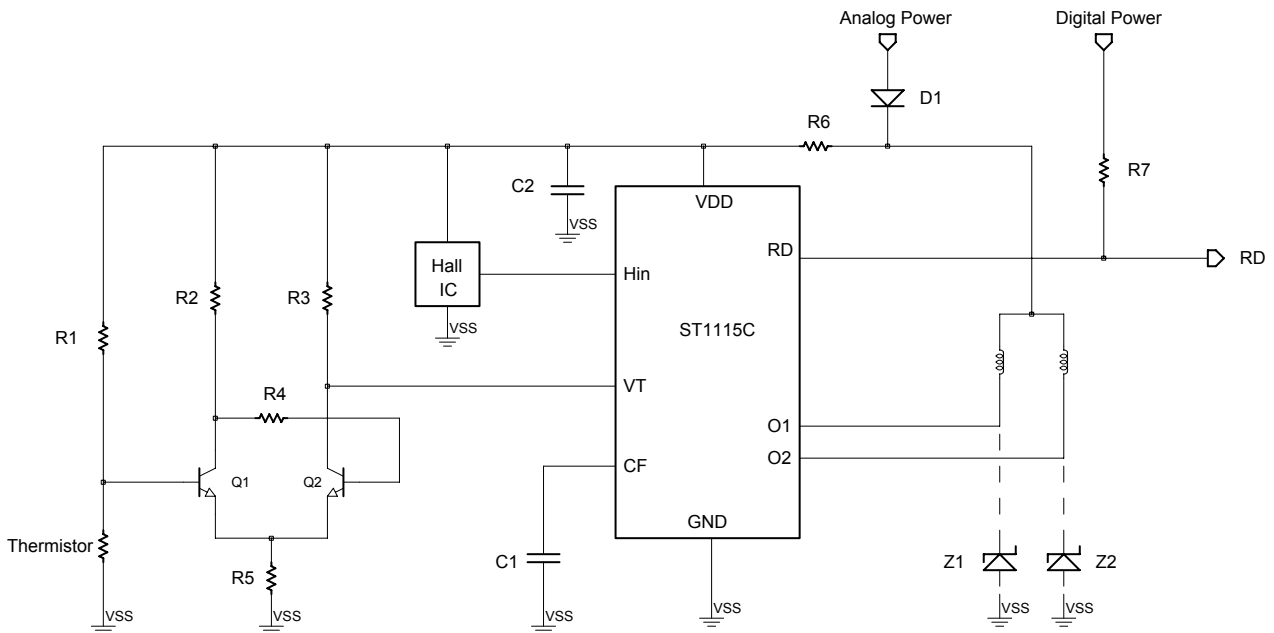 Analog Power
Digital Power
D1
R6
R7
C2
VSS
VDD
RD
RD
Hall
IC
Hin
VSS
R2
R3
R1
ST1115C
VT
R4
O1
O2
CF
Q1
Q2
GND
Thermistor
R5
C1
Z1
Z2
VSS
VSS
VSS
VSS
VSS
VSS